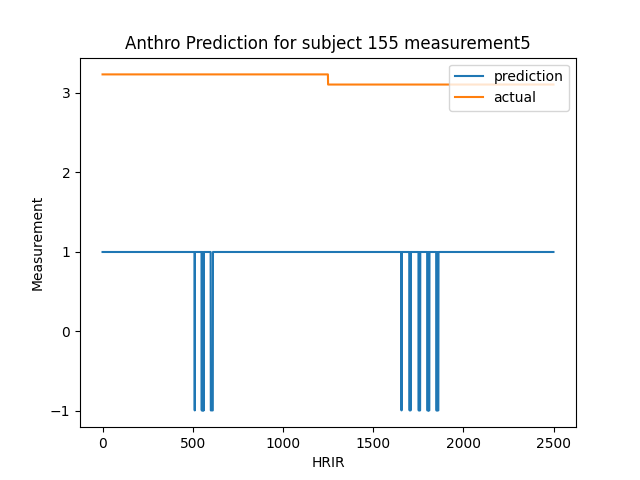 Anthro Prediction for subject 155 measurement5
prediction
actual
3
2
1
0
−1
Measurement
0 500 1000 1500 2000 2500
HRIR